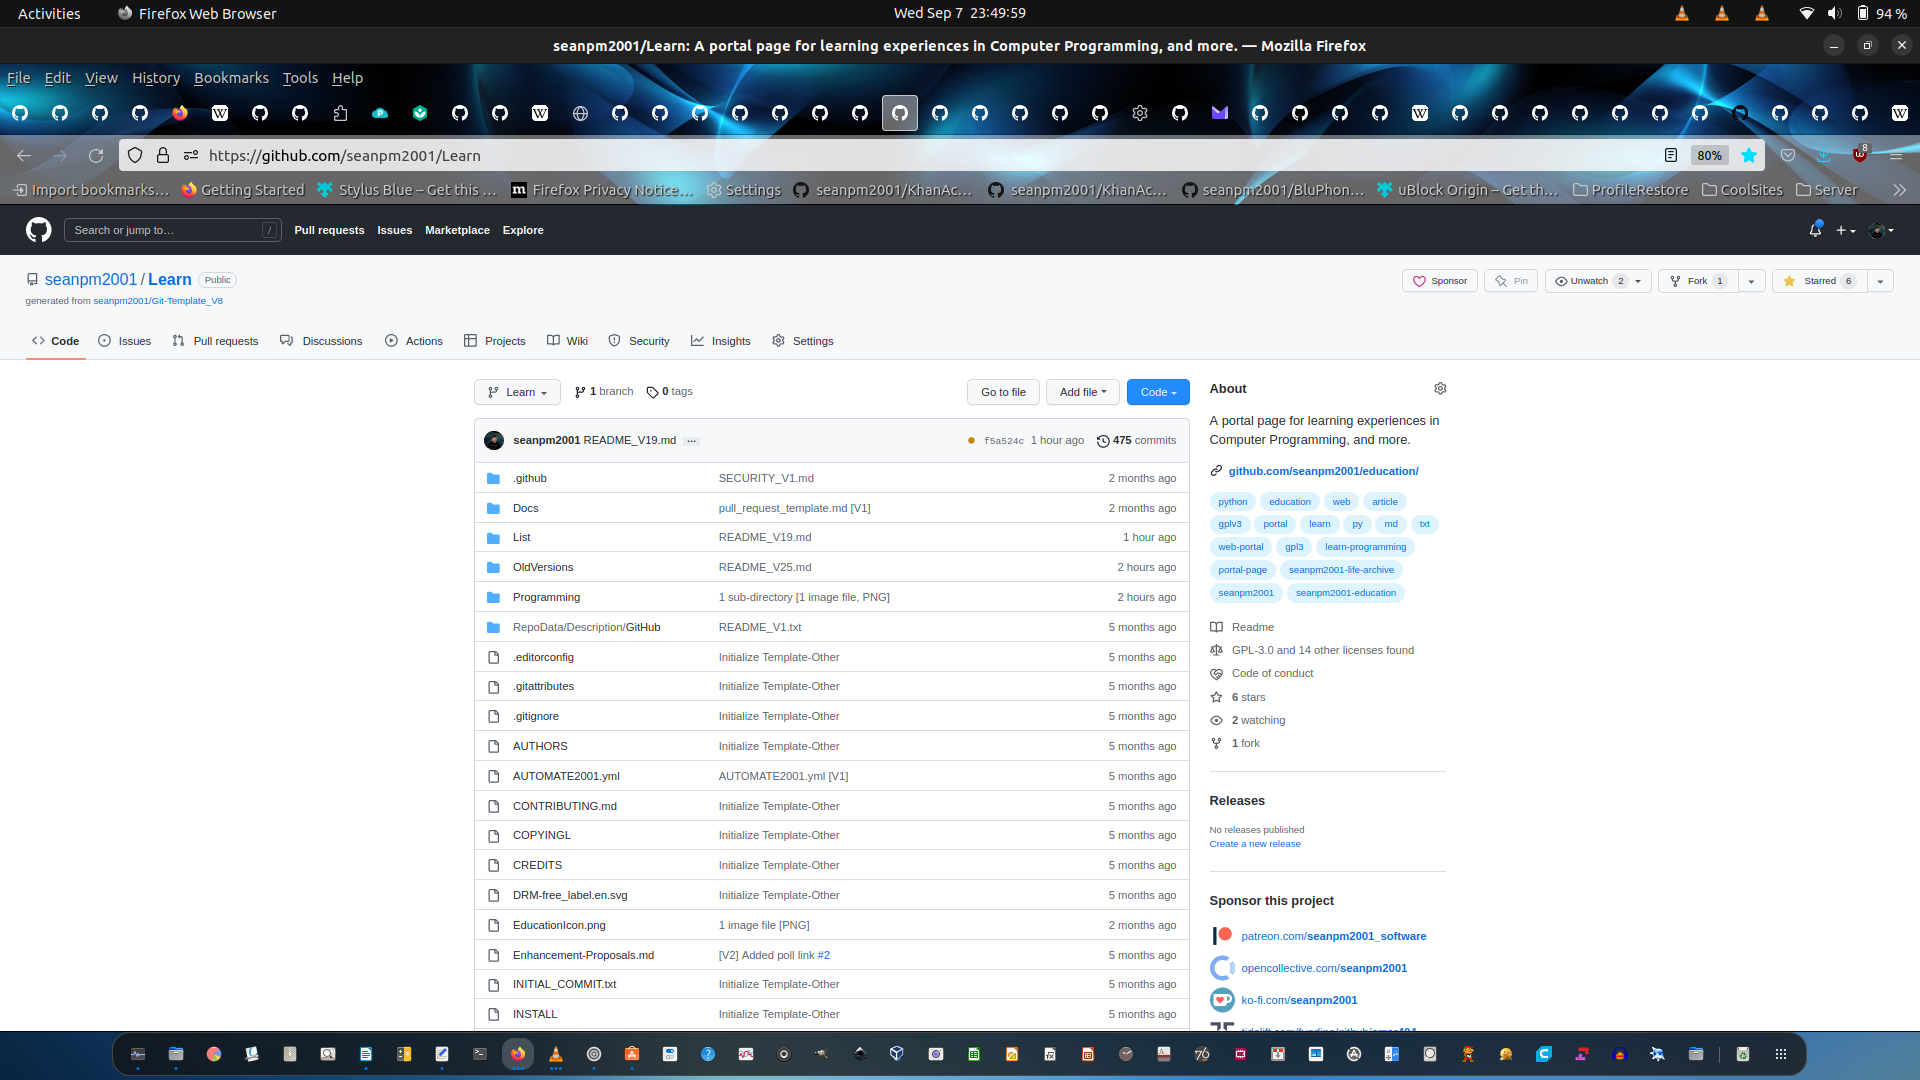 Activities Firefox Web Browser Wed Sep 7 23:49:59 94 %
seanpm2001/Learn: A portal page for learning experiences in Computer Programming, and more. — Mozilla Firefox
File Edit View History Bookmarks Tools Help
https://github.com/seanpm2001/Learn 80% 8
Import bookmarks… Getting Started Stylus Blue – Get this … Firefox Privacy Notice… Settings seanpm2001/KhanAc… seanpm2001/KhanAc… seanpm2001/BluPhon… uBlock Origin – Get th… ProfileRestore CoolSites Server
Search or jump to… / Pull requests Issues Marketplace Explore
seanpm2001 / Learn Public Sponsor Pin Unwatch 2 Fork 1 Starred 6
generated from seanpm2001/Git-Template_V8
Code Issues Pull requests Discussions Actions Projects Wiki Security Insights Settings
Learn 1 branch 0 tags Go to file Add file Code
seanpm2001 README_V19.md ... f5a524c 1 hour ago 475 commits
.github SECURITY_V1.md 2 months ago
Docs pull_request_template.md [V1] 2 months ago
List README_V19.md 1 hour ago
OldVersions README_V25.md 2 hours ago
Programming 1 sub-directory [1 image file, PNG] 2 hours ago
RepoData/Description/GitHub README_V1.txt 5 months ago
.editorconfig Initialize Template-Other 5 months ago
.gitattributes Initialize Template-Other 5 months ago
.gitignore Initialize Template-Other 5 months ago
AUTHORS Initialize Template-Other 5 months ago
AUTOMATE2001.yml AUTOMATE2001.yml [V1] 5 months ago
CONTRIBUTING.md Initialize Template-Other 5 months ago
COPYINGL Initialize Template-Other 5 months ago
CREDITS Initialize Template-Other 5 months ago
DRM-free_label.en.svg Initialize Template-Other 5 months ago
EducationIcon.png 1 image file [PNG] 2 months ago
Enhancement-Proposals.md [V2] Added poll link #2 5 months ago
INITIAL_COMMIT.txt Initialize Template-Other 5 months ago
INSTALL Initialize Template-Other 5 months ago
About
A portal page for learning experiences in
Computer Programming, and more.
github.com/seanpm2001/education/
python education web article
gplv3 portal learn py md txt
web-portal gpl3 learn-programming
portal-page seanpm2001-life-archive
seanpm2001 seanpm2001-education
Readme
GPL-3.0 and 14 other licenses found
Code of conduct
6 stars
2 watching
1 fork
Releases
No releases published
Create a new release
Sponsor this project
patreon.com/seanpm2001_software
opencollective.com/seanpm2001
ko-fi.com/seanpm2001
tidelift.com/funding/github/error404